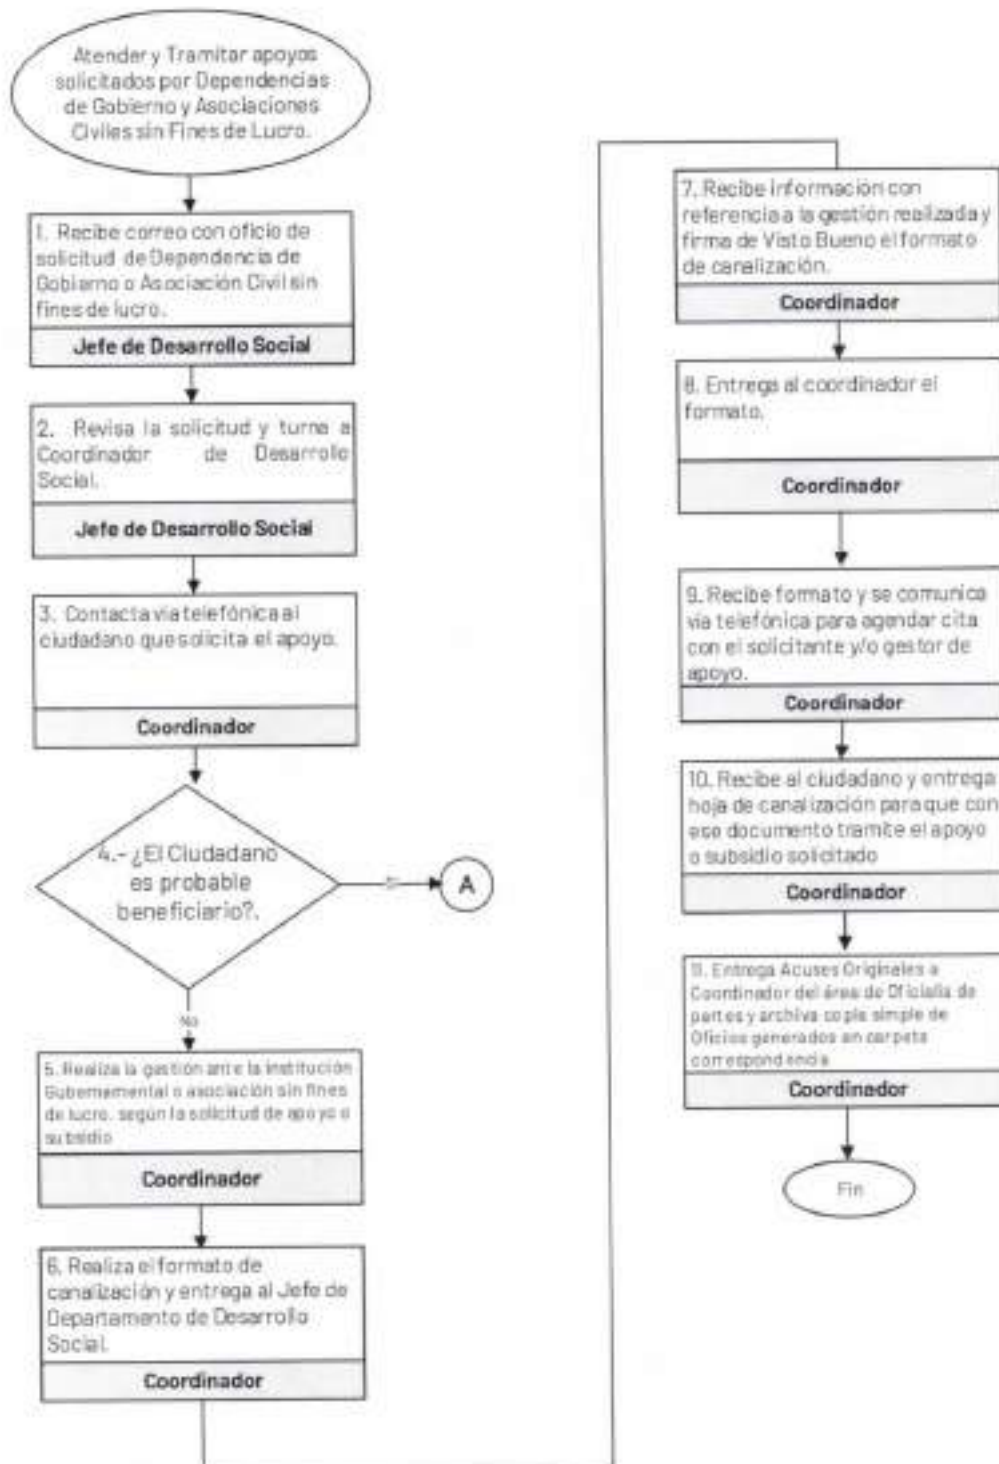 Atender y Tramitar apoyos
solicitados por Dependencias
de Gobierno y Asociaciones
Civiles sin Fines de Lucro.
1. Recibe correo con oficio de
solicitud de Dependencia de
Gobierno o Asociación Civil sin
fines de lucro.
Jefe de Desarrollo Social
2. Revisa la solicitud y turna a
Coordinador de Desarrollo
Social.
Jefe de Desarrollo Social
3. Contacta via telefónica al
ciudadano que solicita el apoyo.
Coordinador
4.- ¿El Ciudadano
es probable
beneficiario?.
A
No
5. Realiza la gestión ante la institución
Gubernamental o asociación sin fines
de lucro, según la solicitud de apoyo o
subsidio
Coordinador
6. Realiza el formato de
canalización y entrega al Jefe de
Departamento de Desarrollo
Social.
Coordinador
7. Recibe información con
referencia a la gestión realizada y
firma de Visto Bueno el formato
de canalización.
Coordinador
8. Entrega al coordinador el
formato.
Coordinador
9. Recibe formato y se comunica
vía telefónica para agendar cita
con el solicitante y/o gestor de
apoyo.
Coordinador
10. Recibe al ciudadano y entrega
hoja de canalización para que con
ese documento tramite el apoyo
o subsidio solicitado
Coordinador
11. Entrega Acuses Originales a
Coordinador del área de Oficialía de
partes y archiva copia simple de
Oficios generados en carpeta
correspondencia
Coordinador
Fin